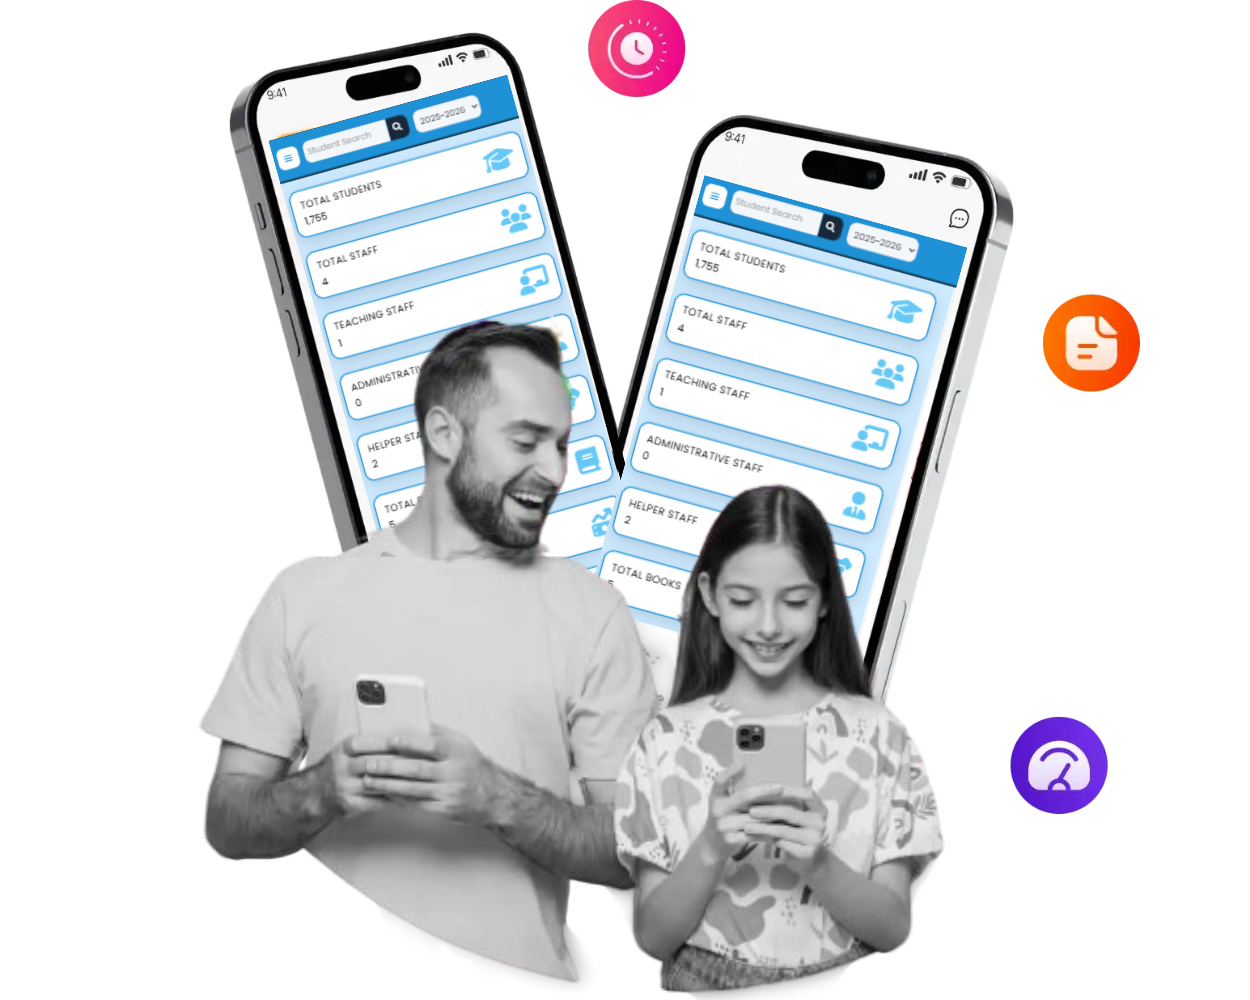 9:41
Student Search
2025-2026
TOTAL STUDENTS
1,755
TOTAL STAFF
4
TEACHING STAFF
1
0
HELPER
2
TOTAL
5
9:41
Student Search
2025-2026
TOTAL STUDENTS
1,755
TOTAL STAFF
4
TEACHING STAFF
1
ADMINISTRATIVE STAFF
0
HELPER STAFF
2
TOTAL BOOKS
5